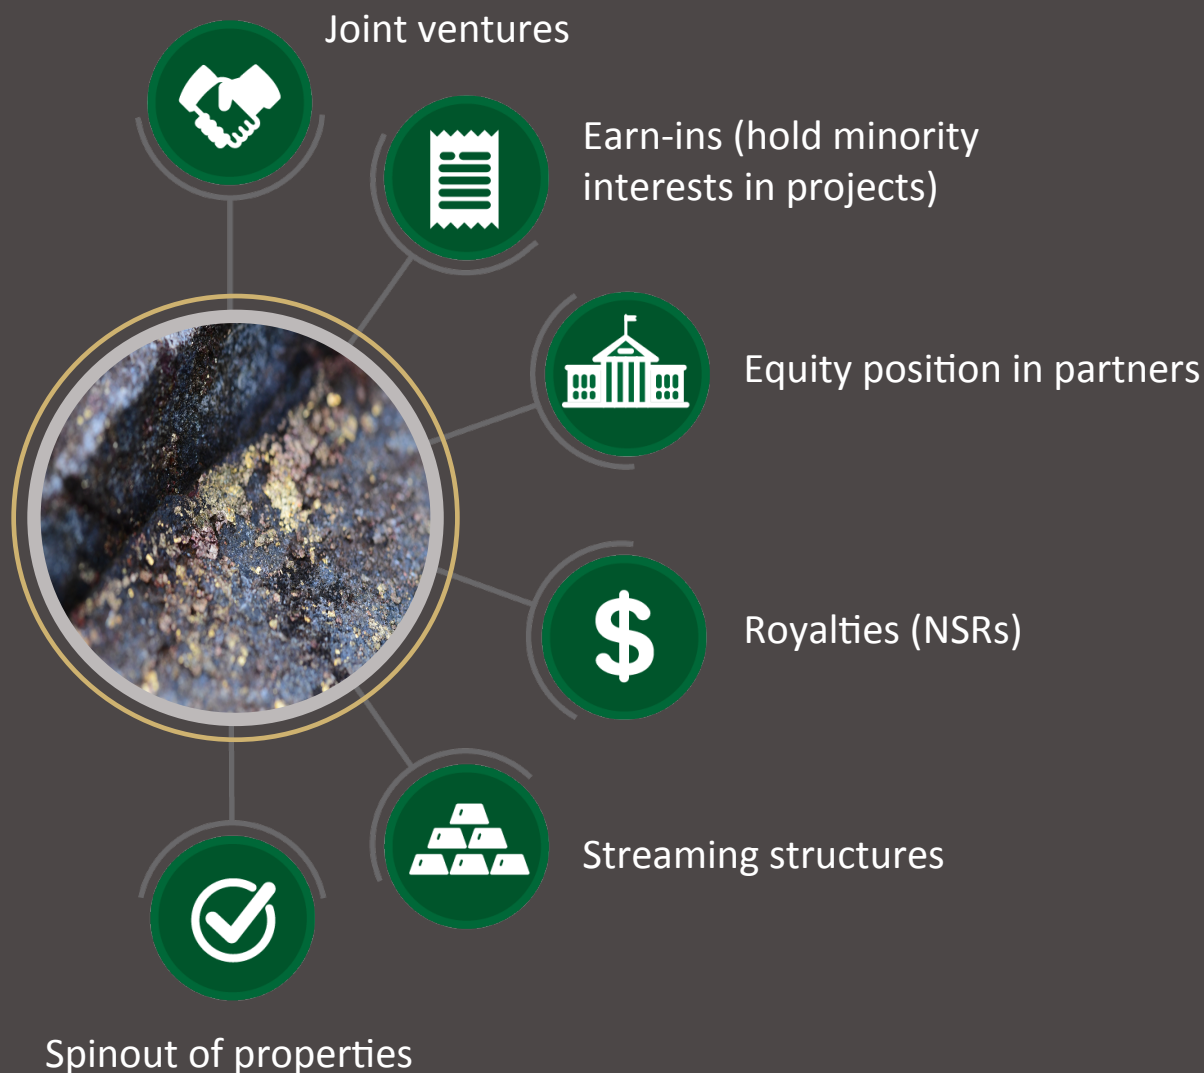 Joint ventures
Earn-ins (hold minority
interests in projects)
Equity position in partners
Royalties (NSRs)
Streaming structures
Spinout of properties